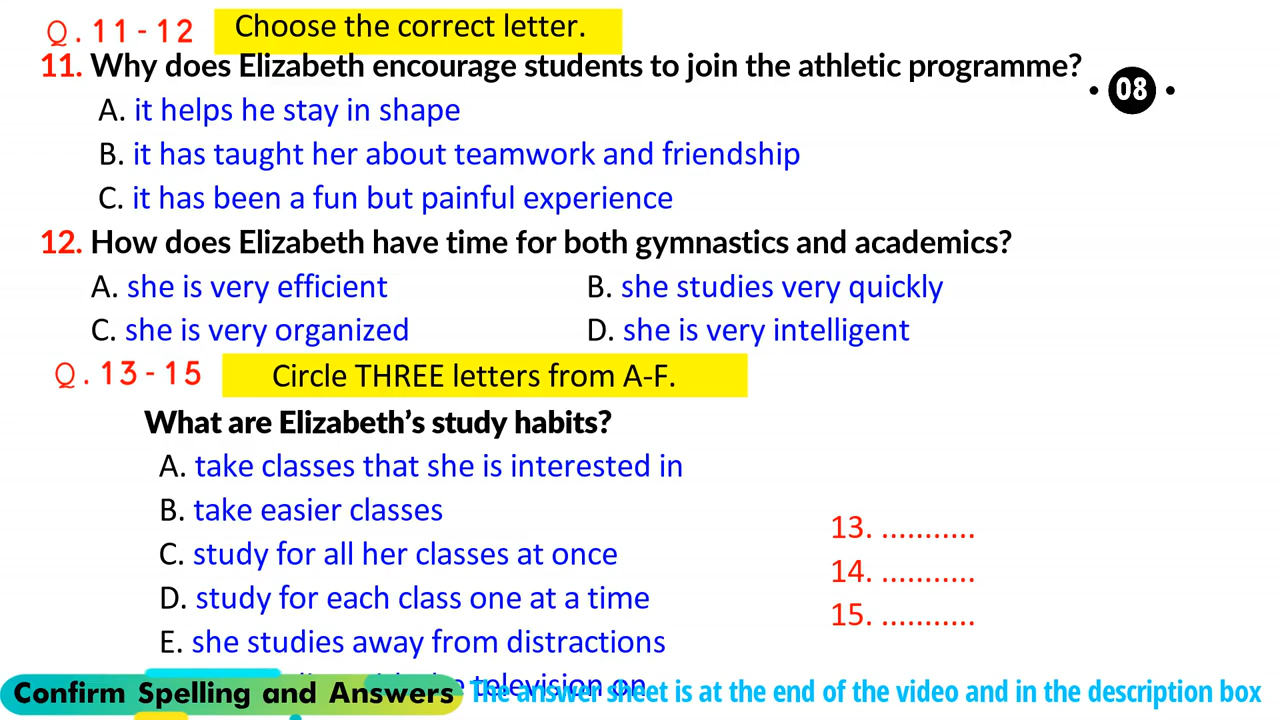 Q.11-12 Choose the correct letter.
11. Why does Elizabeth encourage students to join the athletic programme?
• 08 •
A. it helps he stay in shape
B. it has taught her about teamwork and friendship
C. it has been a fun but painful experience
12. How does Elizabeth have time for both gymnastics and academics?
A. she is very efficient B. she studies very quickly
C. she is very organized D. she is very intelligent
Q.13-15 Circle THREE letters from A-F.
What are Elizabeth’s study habits?
A. take classes that she is interested in
B. take easier classes
C. study for all her classes at once
D. study for each class one at a time
E. she studies away from distractions
television on
13. ...........
14. ...........
15. ...........
Confirm Spelling and Answers The answer sheet is at the end of the video and in the description box